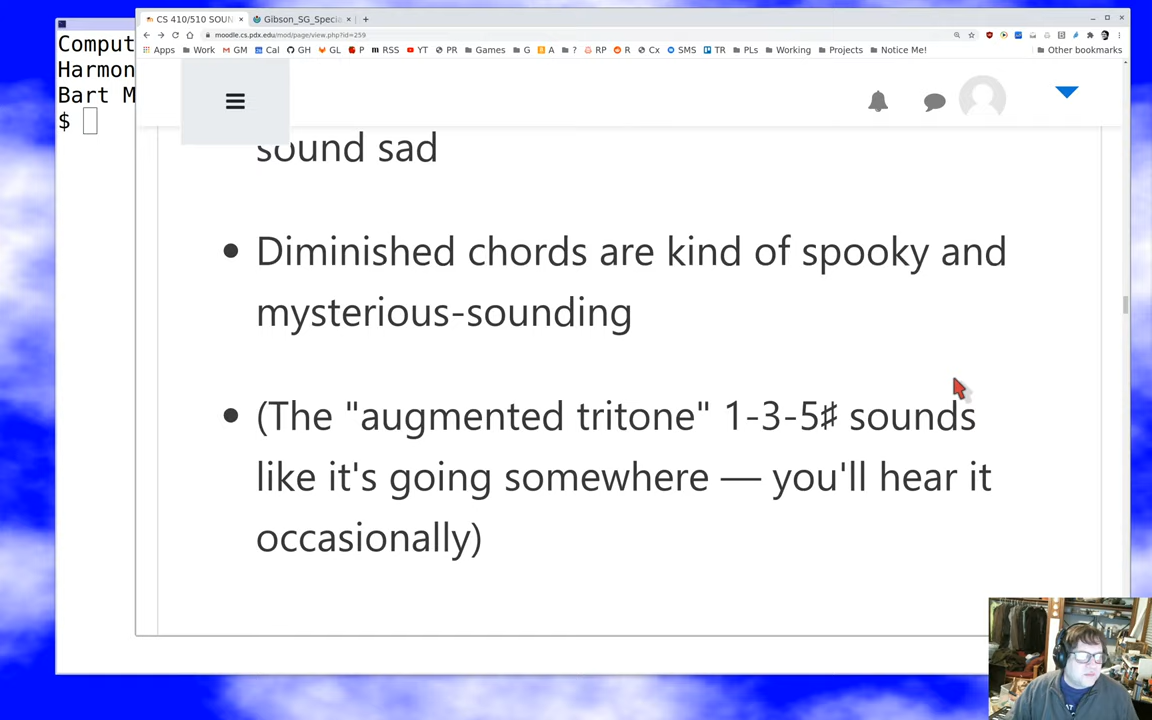 CS 410/510 SOUN
Gibson_SG_Specia
moodle.cs.pdx.edu/mod/page/view.php?id=259
Apps Work GM Cal GH GL P RSS YT PR Games G A ? RP R Cx SMS TR PLs Working Projects Notice Me! Other bookmarks
Comput
Harmon
Bart M
$
sound sad
• Diminished chords are kind of spooky and
mysterious-sounding
• (The "augmented tritone" 1-3-5♯ sounds
like it's going somewhere — you'll hear it
occasionally)